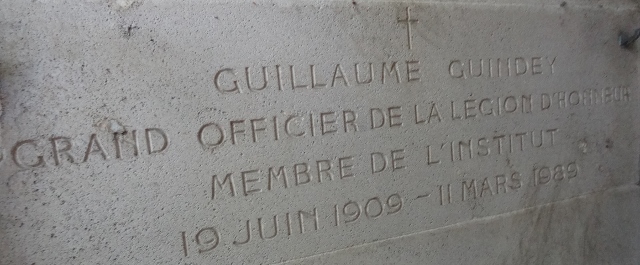 GUILLAUME GUINDEY
GRAND OFFICIER DE LA LÉGION D'HONNEUR
MEMBRE DE L'INSTITUT
19 JUIN 1909 - 11 MARS 1989